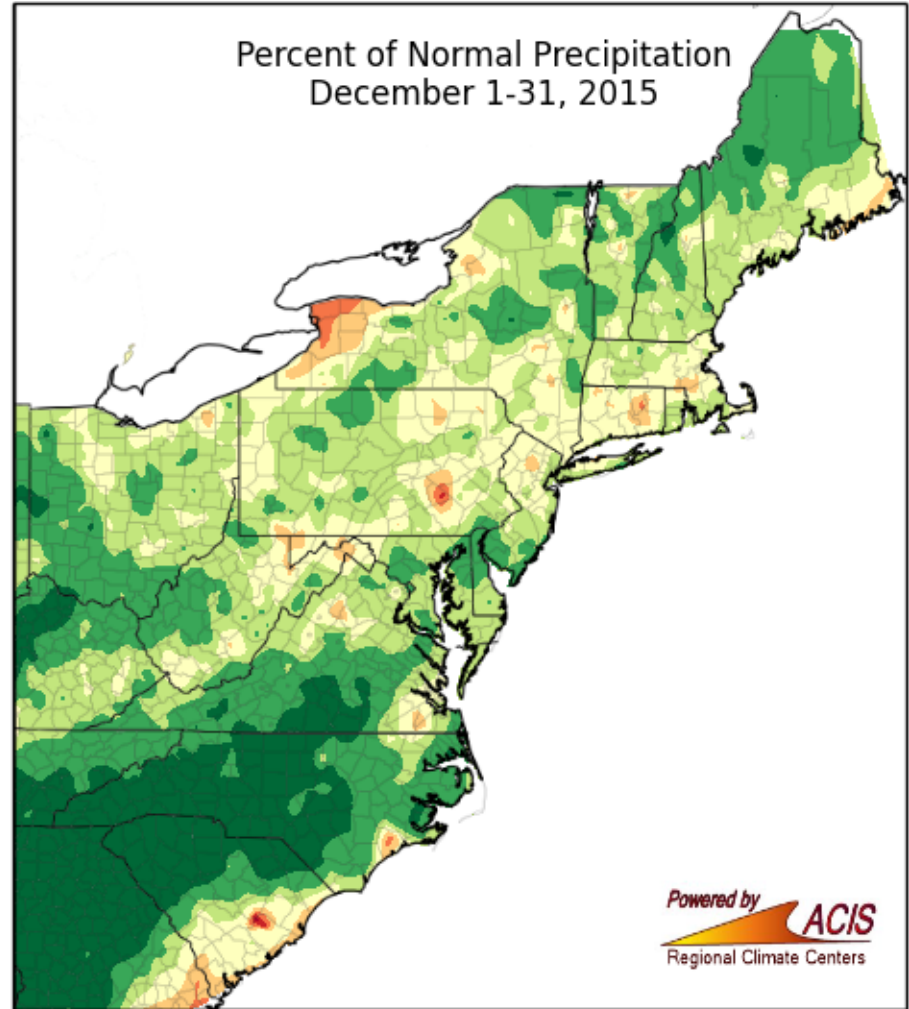 Percent of Normal Precipitation
December 1-31, 2015
Powered by
ACIS
Regional Climate Centers